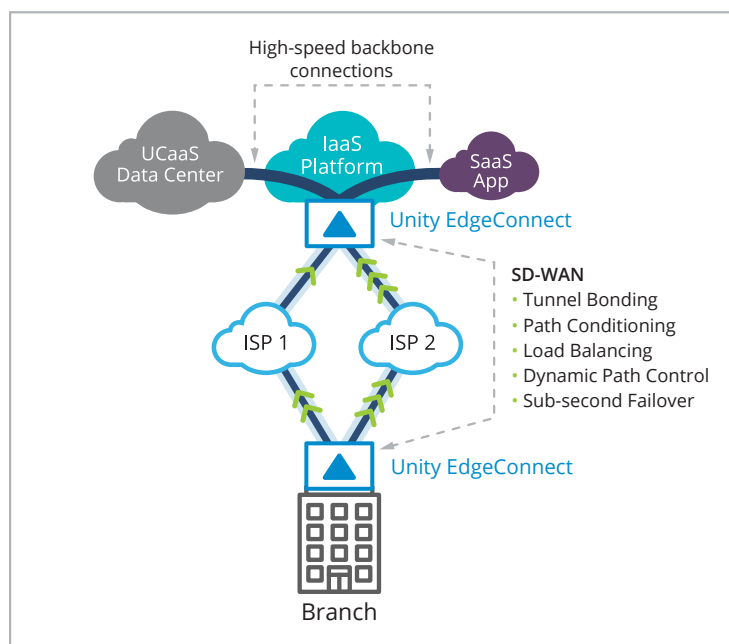 High-speed backbone
connections
UCaaS
Data Center
IaaS
Platform
SaaS
App
Unity EdgeConnect
SD-WAN
• Tunnel Bonding
• Path Conditioning
• Load Balancing
• Dynamic Path Control
• Sub-second Failover
ISP 1
ISP 2
Unity EdgeConnect
Branch